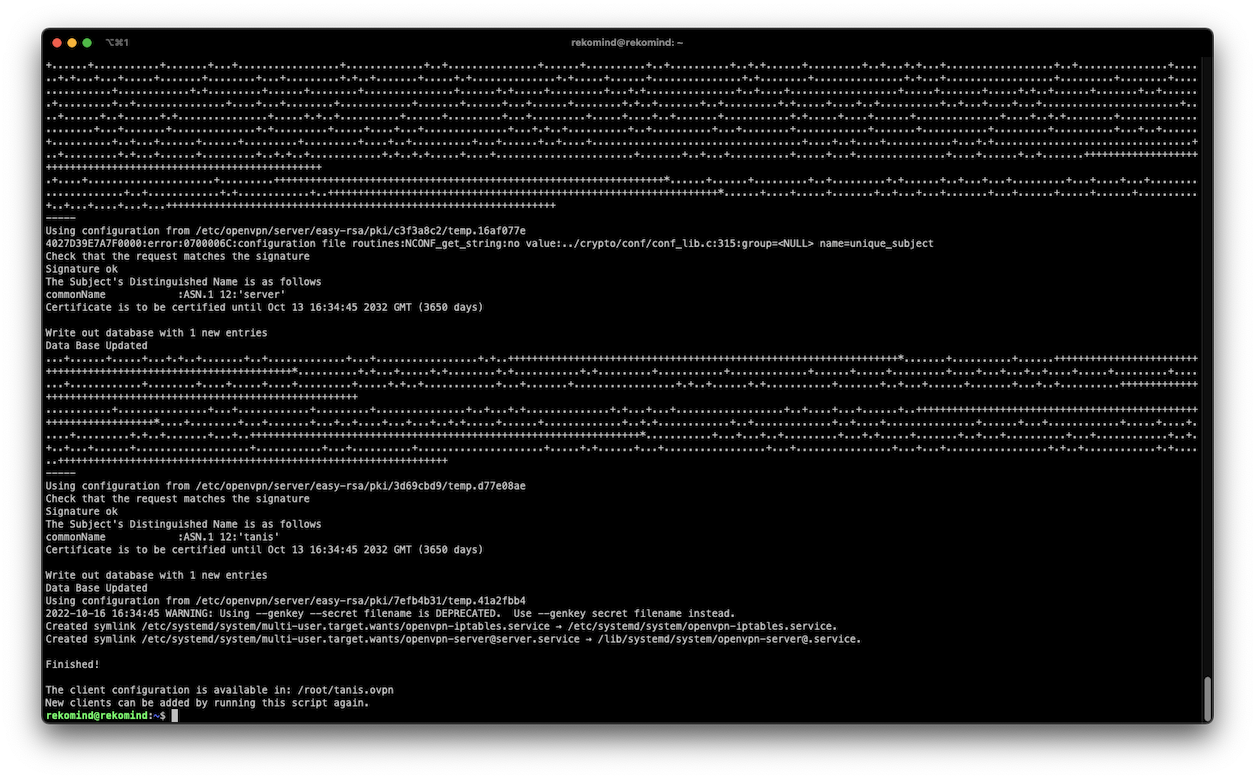 ⌥⌘1
rekomind@rekomind: ~
-----
Using configuration from /etc/openvpn/server/easy-rsa/pki/c3f3a8c2/temp.16af077e
4027D39E7A7F0000:error:0700006C:configuration file routines:NCONF_get_string:no value:../crypto/conf/conf_lib.c:315:group=<NULL> name=unique_subject
Check that the request matches the signature
Signature ok
The Subject's Distinguished Name is as follows
commonName            :ASN.1 12:'server'
Certificate is to be certified until Oct 13 16:34:45 2032 GMT (3650 days)
Write out database with 1 new entries
Data Base Updated
-----
Using configuration from /etc/openvpn/server/easy-rsa/pki/3d69cbd9/temp.d77e08ae
Check that the request matches the signature
Signature ok
The Subject's Distinguished Name is as follows
commonName            :ASN.1 12:'tanis'
Certificate is to be certified until Oct 13 16:34:45 2032 GMT (3650 days)
Write out database with 1 new entries
Data Base Updated
Using configuration from /etc/openvpn/server/easy-rsa/pki/7efb4b31/temp.41a2fbb4
2022-10-16 16:34:45 WARNING: Using --genkey --secret filename is DEPRECATED.  Use --genkey secret filename instead.
Created symlink /etc/systemd/system/multi-user.target.wants/openvpn-iptables.service → /etc/systemd/system/openvpn-iptables.service.
Created symlink /etc/systemd/system/multi-user.target.wants/openvpn-server@server.service → /lib/systemd/system/openvpn-server@.service.
Finished!
The client configuration is available in: /root/tanis.ovpn
New clients can be added by running this script again.
rekomind@rekomind:~$